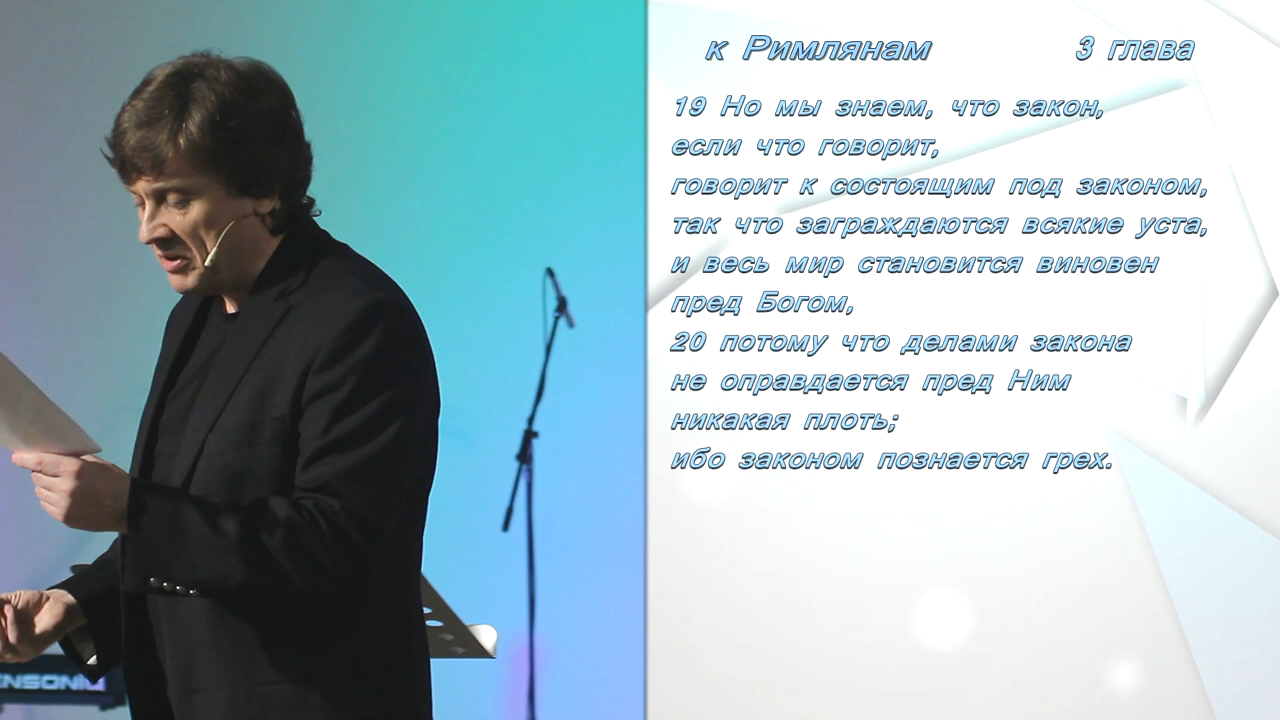 к Римлянам 3 глава
19 Но мы знаем, что закон,
если что говорит,
говорит к состоящим под законом,
так что заграждаются всякие уста,
и весь мир становится виновен
пред Богом,
20 потому что делами закона
не оправдается пред Ним
никакая плоть;
ибо законом познается грех.